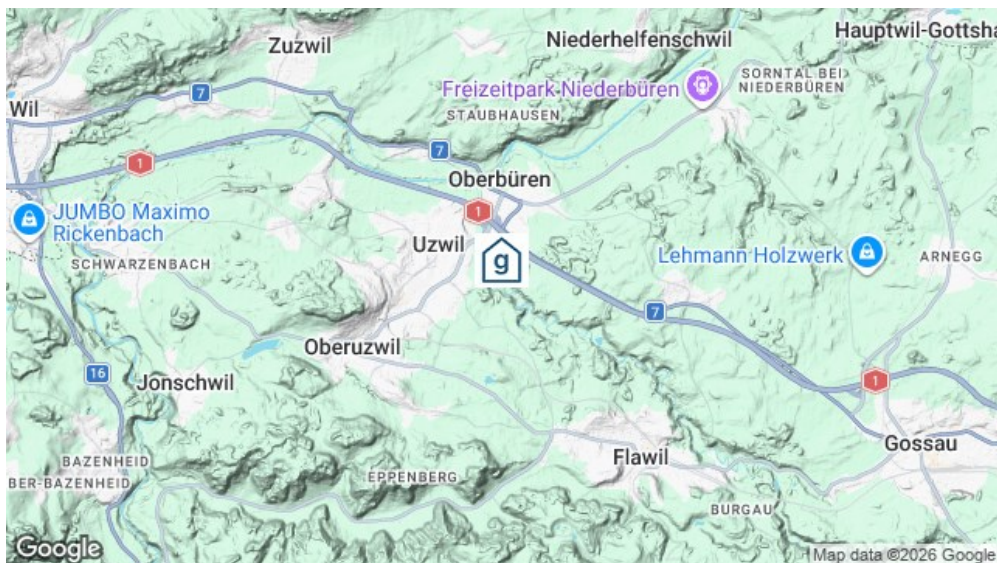 Zuzwil
Niederhelfenschwil
Hauptwil-Gottsha
7
Freizeitpark Niederbüren
SORNTAL BEI
NIEDERBÜREN
Wil
STAUBHAUSEN
7
1
Oberbüren
JUMBO Maximo
Rickenbach
1
Uzwil
g
Lehmann Holzwerk
ARNEGG
SCHWARZENBACH
7
Oberuzwil
16
Jonschwil
1
BAZENHEID
BER-BAZENHEID
EPPENBERG
Flawil
Gossau
BURGAU
Google
Map data ©2026 Google